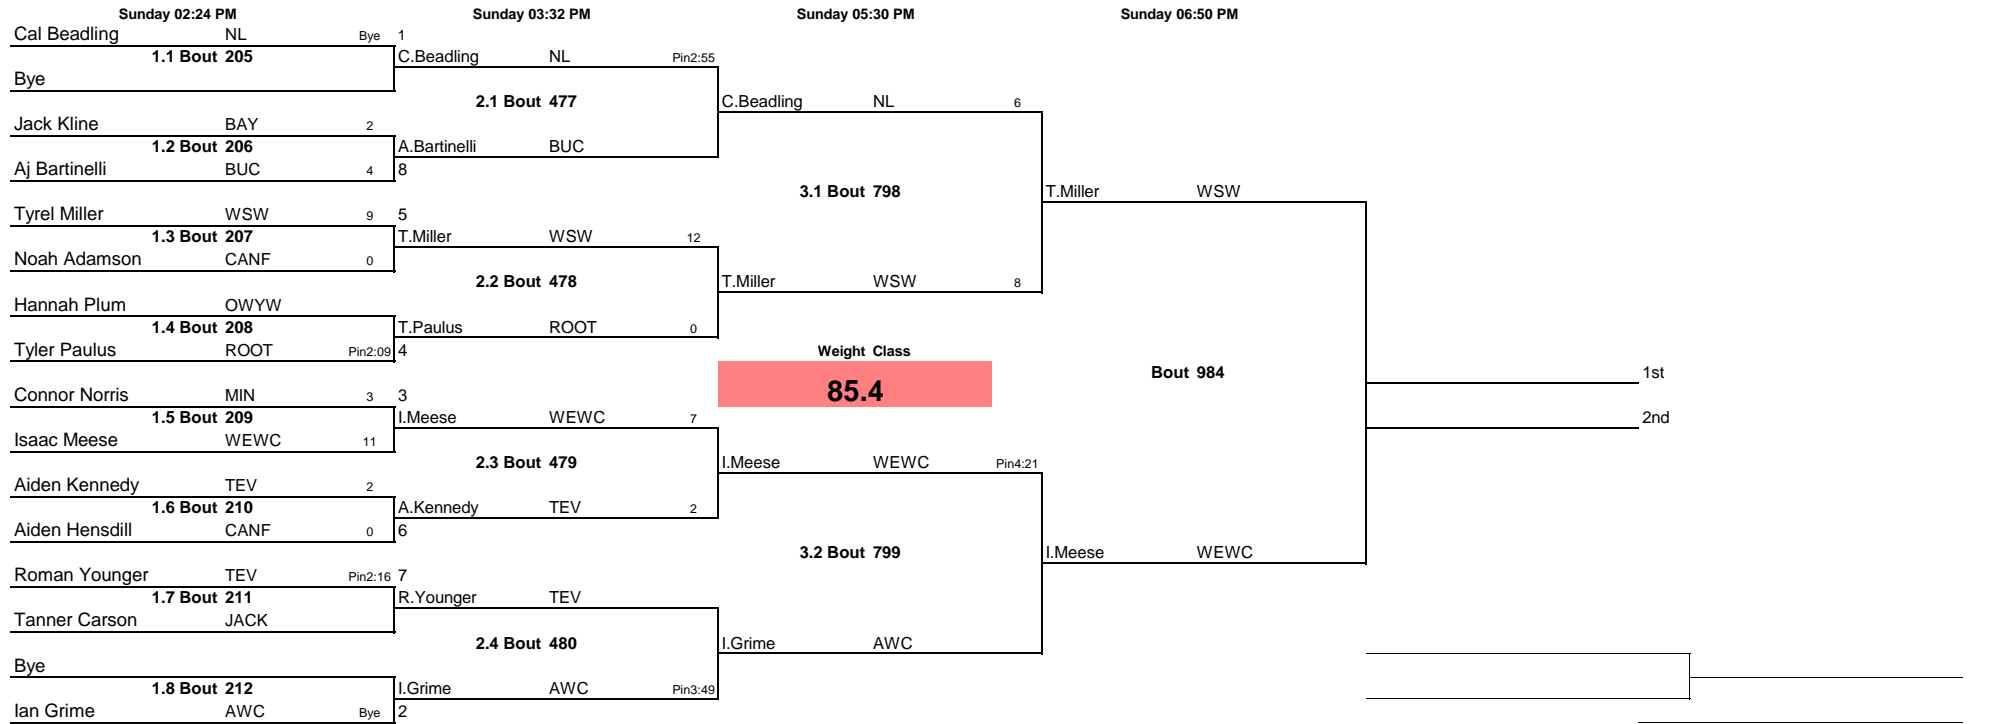 Sunday 02:24 PM Sunday 03:32 PM Sunday 05:30 PM Sunday 06:50 PM
Cal Beadling NL Bye 1
1.1 Bout 205 C.Beadling NL Pin2:55
Bye
2.1 Bout 477 C.Beadling NL 6
Jack Kline BAY 2
1.2 Bout 206 A.Bartinelli BUC
Aj Bartinelli BUC 4 8
3.1 Bout 798 T.Miller WSW
Tyrel Miller WSW 9 5
1.3 Bout 207 T.Miller WSW 12
Noah Adamson CANF 0
2.2 Bout 478 T.Miller WSW 8
Hannah Plum OWYW
1.4 Bout 208 T.Paulus ROOT 0
Tyler Paulus ROOT Pin2:09 4 Weight Class
Bout 984 1st
85.4
Connor Norris MIN 3 3
1.5 Bout 209 I.Meese WEWC 7 2nd
Isaac Meese WEWC 11
2.3 Bout 479 I.Meese WEWC Pin4:21
Aiden Kennedy TEV 2
1.6 Bout 210 A.Kennedy TEV 2
Aiden Hensdill CANF 0 6
3.2 Bout 799 I.Meese WEWC
Roman Younger TEV Pin2:16 7
1.7 Bout 211 R.Younger TEV
Tanner Carson JACK
2.4 Bout 480 I.Grime AWC
Bye
1.8 Bout 212 I.Grime AWC Pin3:49
Ian Grime AWC Bye 2